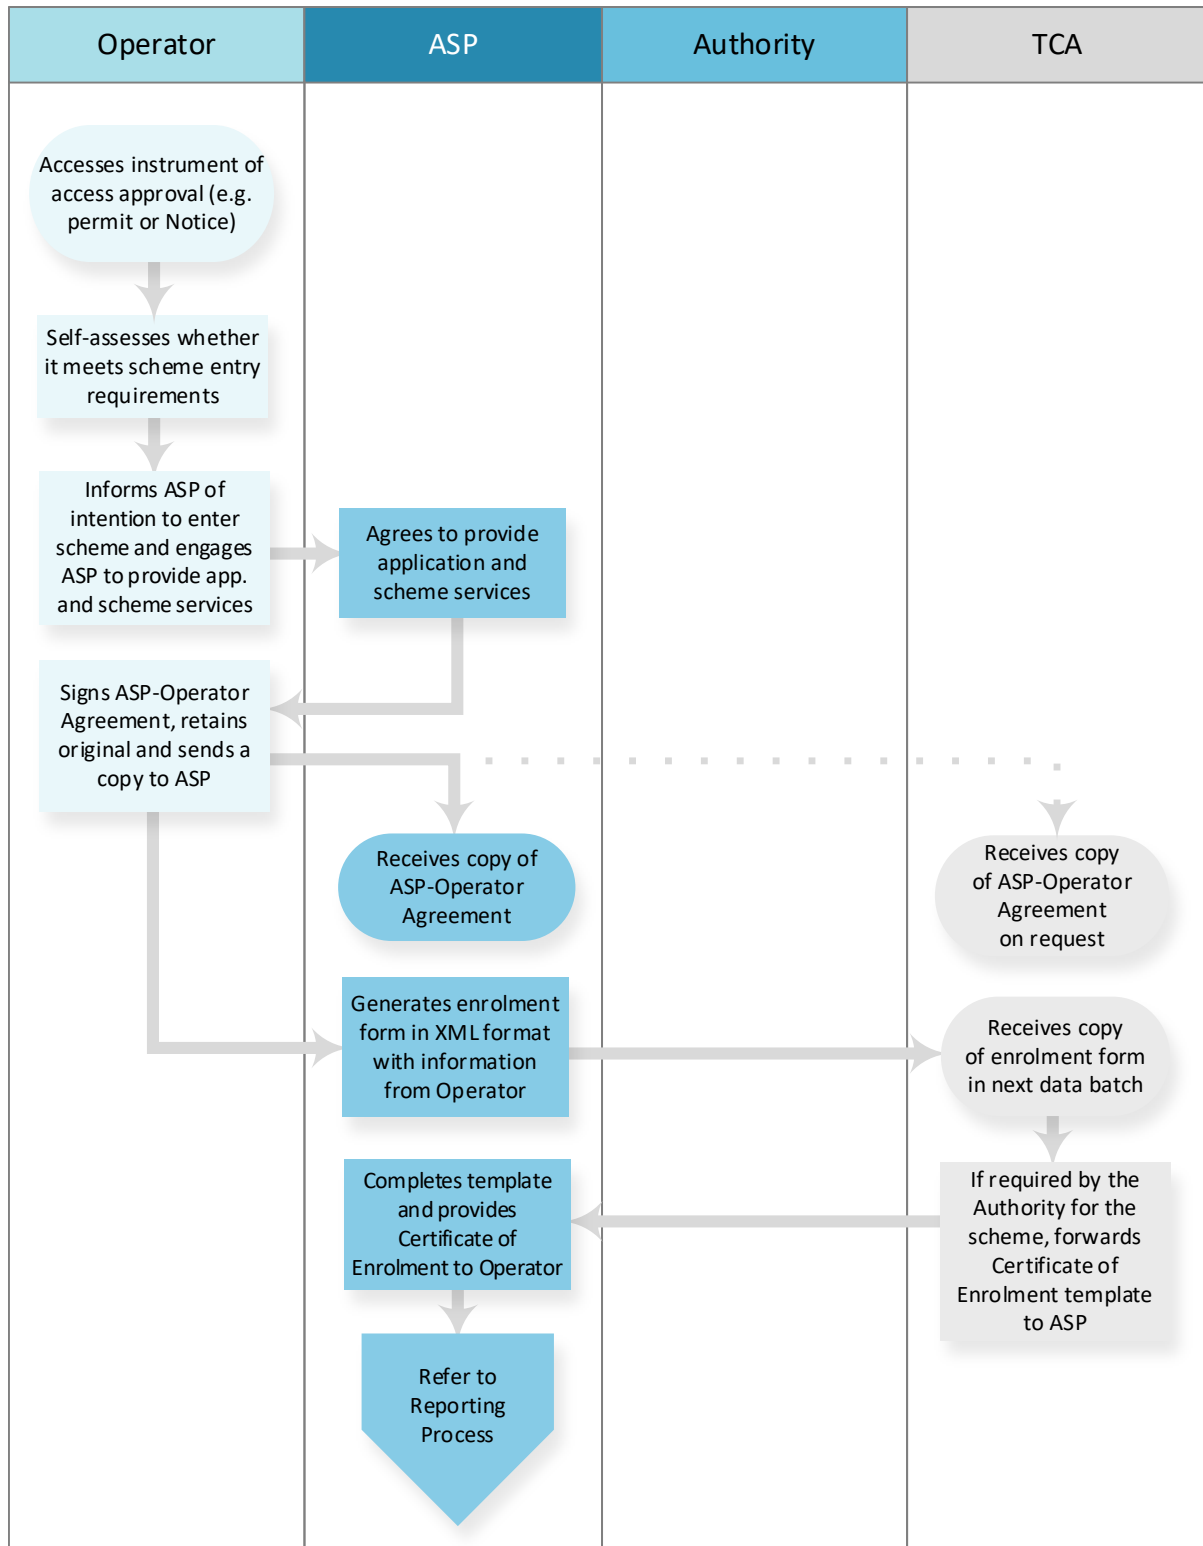 Operator
ASP
Authority
TCA
Accesses instrument of
access approval (e.g.
permit or Notice)
Self-assesses whether
it meets scheme entry
requirements
Informs ASP of
intention to enter
scheme and engages
ASP to provide app.
and scheme services
Agrees to provide
application and
scheme services
Signs ASP-Operator
Agreement, retains
original and sends a
copy to ASP
Receives copy of
ASP-Operator
Agreement
Receives copy
of ASP-Operator
Agreement
on request
Generates enrolment
form in XML format
with information
from Operator
Receives copy
of enrolment form
in next data batch
Completes template
and provides
Certificate of
Enrolment to Operator
If required by the
Authority for the
scheme, forwards
Certificate of
Enrolment template
to ASP
Refer to
Reporting
Process